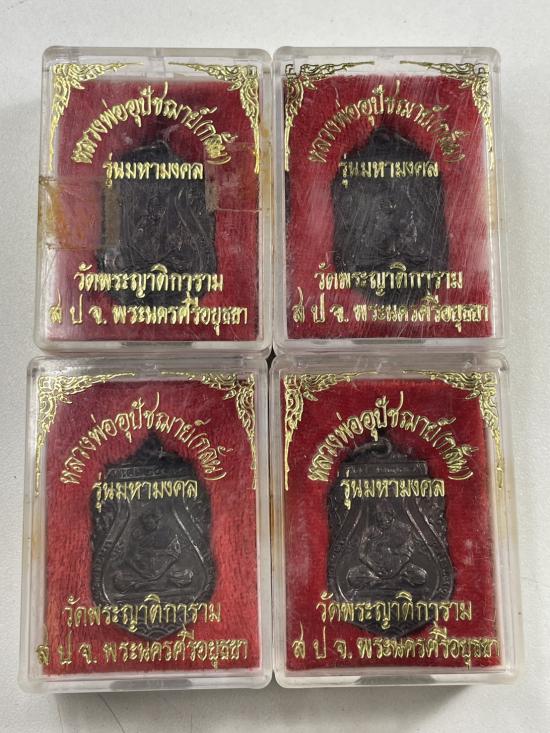 หลวงพ่ออุปัชฌาย์(กลั่น)
รุ่นมหามงคล
วัดพระญาติการาม
ส ป จ. พระนครศรีอยุธยา
หลวงพ่ออุปัชฌาย์(กลั่น)
รุ่นมหามงคล
วัดพระญาติการาม
ส ป จ. พระนครศรีอยุธยา
หลวงพ่ออุปัชฌาย์(กลั่น)
รุ่นมหามงคล
วัดพระญาติการาม
ส ป จ. พระนครศรีอยุธยา
หลวงพ่ออุปัชฌาย์(กลั่น)
รุ่นมหามงคล
วัดพระญาติการาม
ส ป จ. พระนครศรีอยุธยา